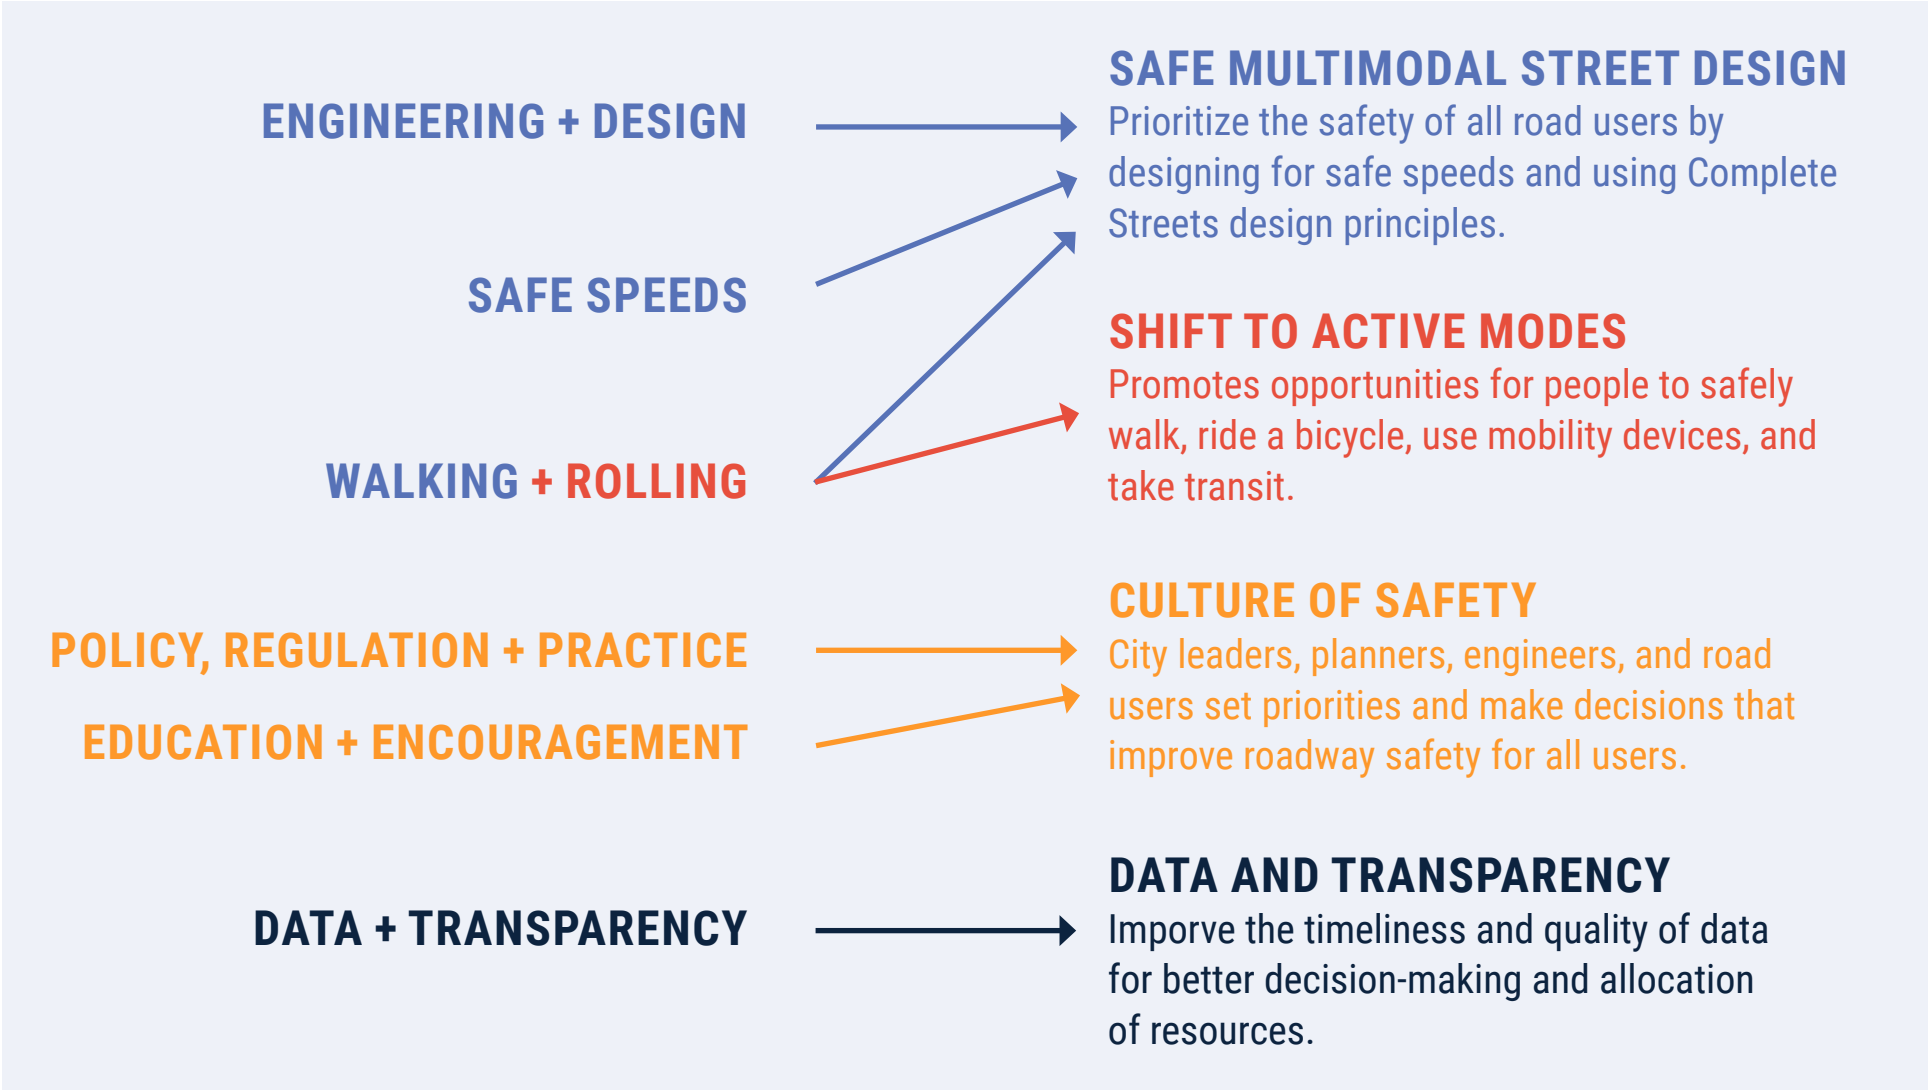 ENGINEERING + DESIGN
SAFE SPEEDS
WALKING + ROLLING
POLICY, REGULATION + PRACTICE
EDUCATION + ENCOURAGEMENT
DATA + TRANSPARENCY
SAFE MULTIMODAL STREET DESIGN
Prioritize the safety of all road users by
designing for safe speeds and using Complete
Streets design principles.
SHIFT TO ACTIVE MODES
Promotes opportunities for people to safely
walk, ride a bicycle, use mobility devices, and
take transit.
CULTURE OF SAFETY
City leaders, planners, engineers, and road
users set priorities and make decisions that
improve roadway safety for all users.
DATA AND TRANSPARENCY
Imporve the timeliness and quality of data
for better decision-making and allocation
of resources.